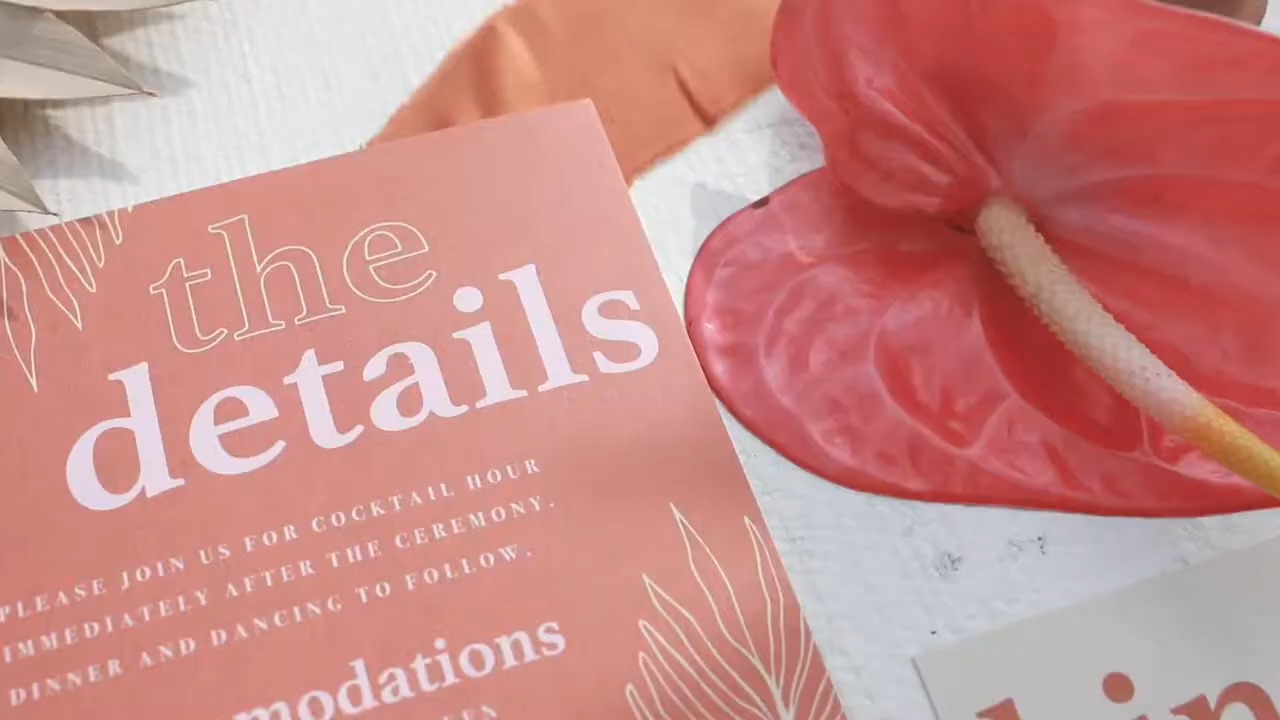 the
details
PLEASE JOIN US FOR COCKTAIL HOUR
IMMEDIATELY AFTER THE CEREMONY.
DINNER AND DANCING TO FOLLOW.
modations